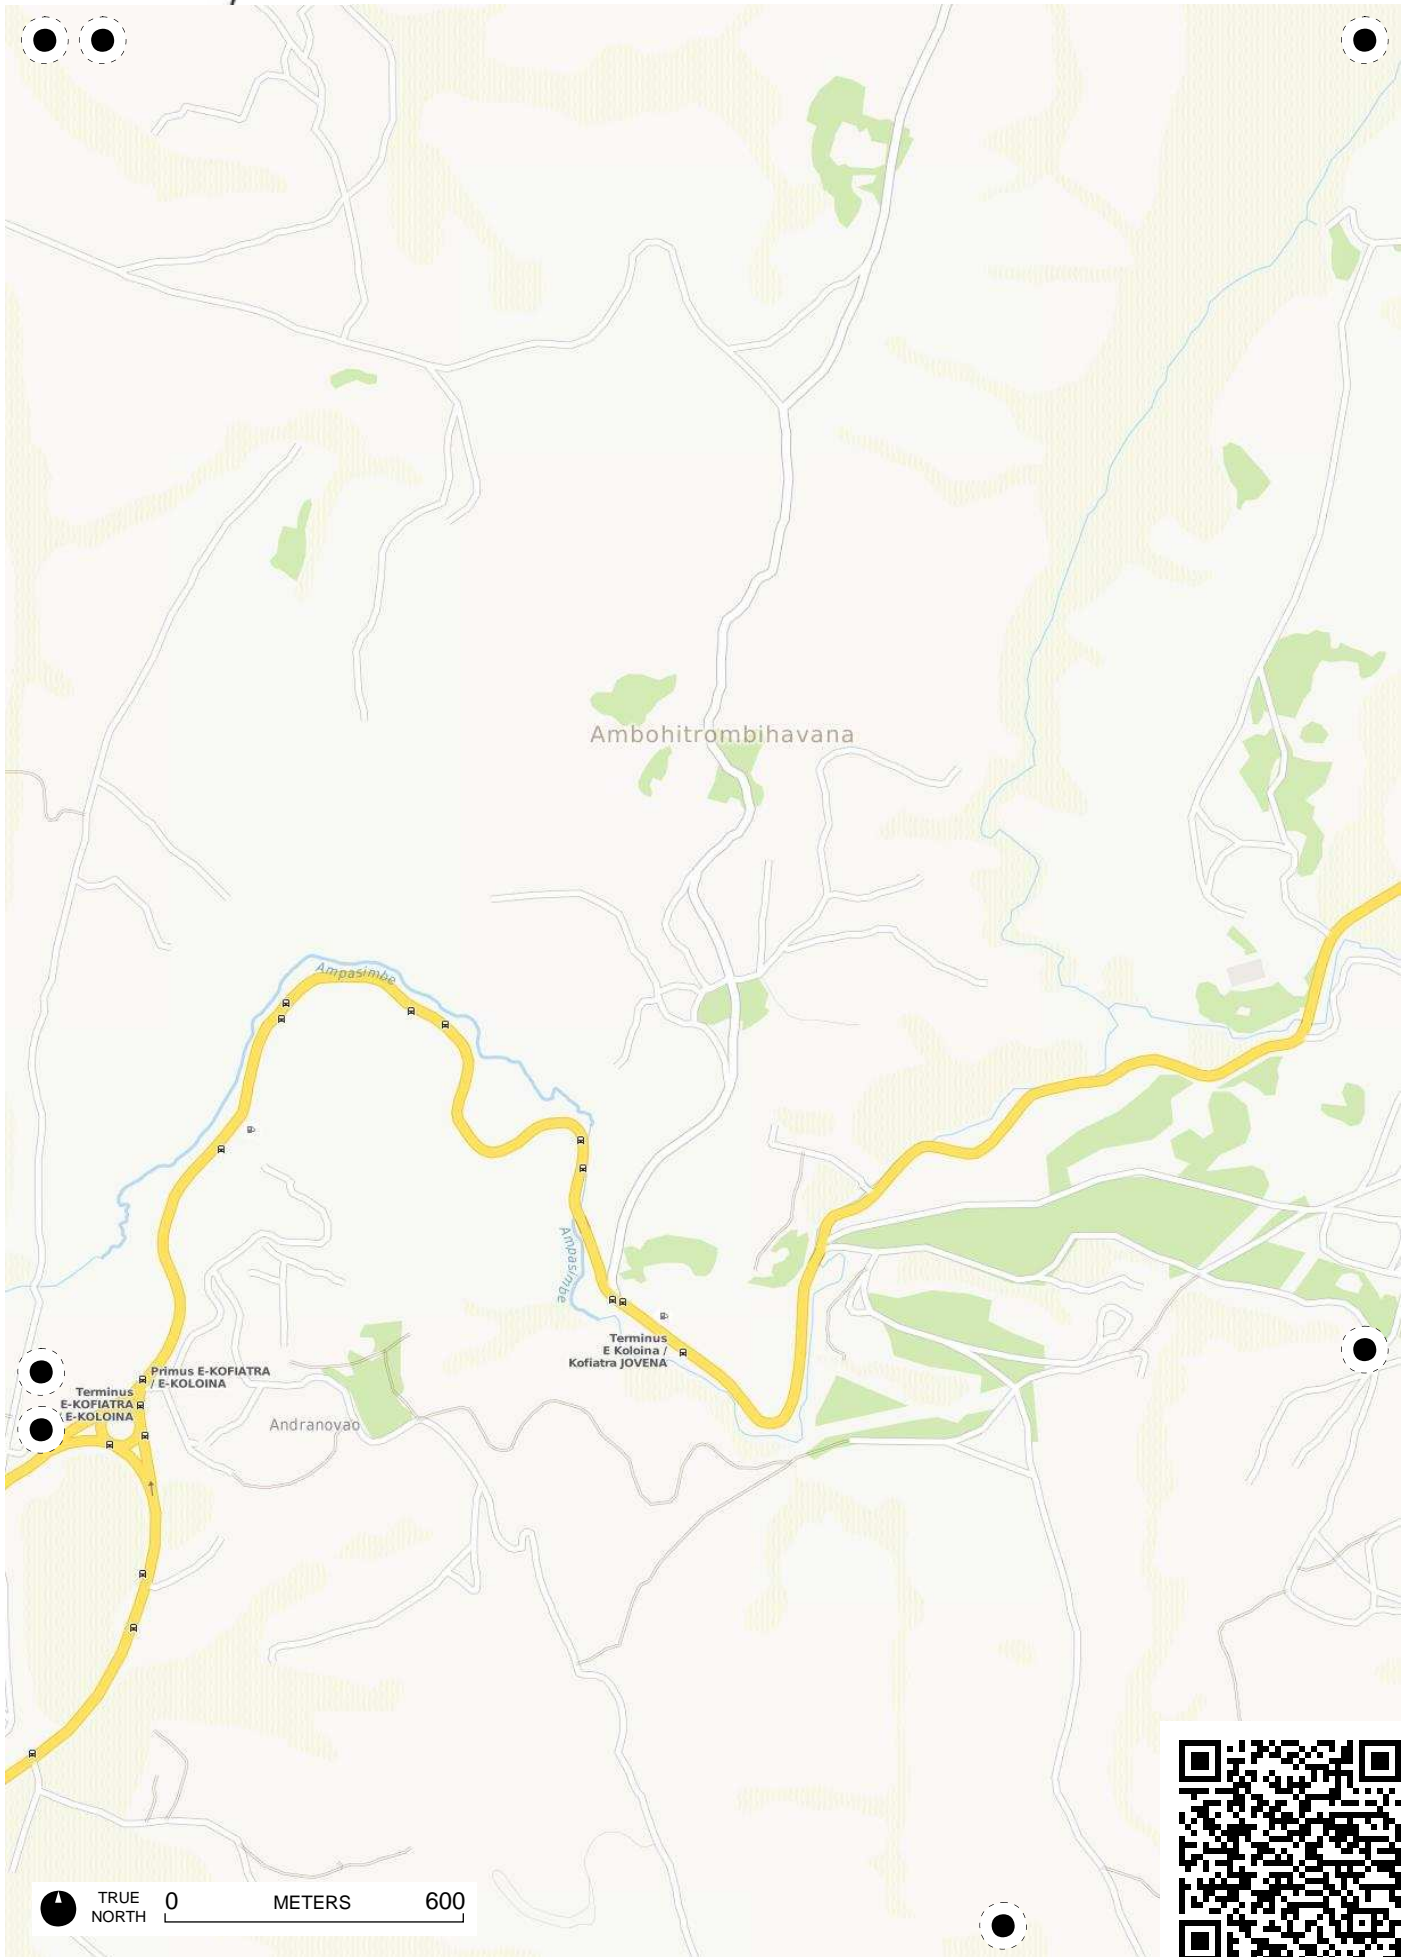 Ambohitrombihavana
Ampasimbe
Ampasimbe
Terminus
E Koloina /
Kofiatra JOVENA
Primus E-KOFIATRA
/ E-KOLOINA
Terminus
E-KOFIATRA
E-KOLOINA
Andranovao
TRUE
NORTH
0 METERS 600